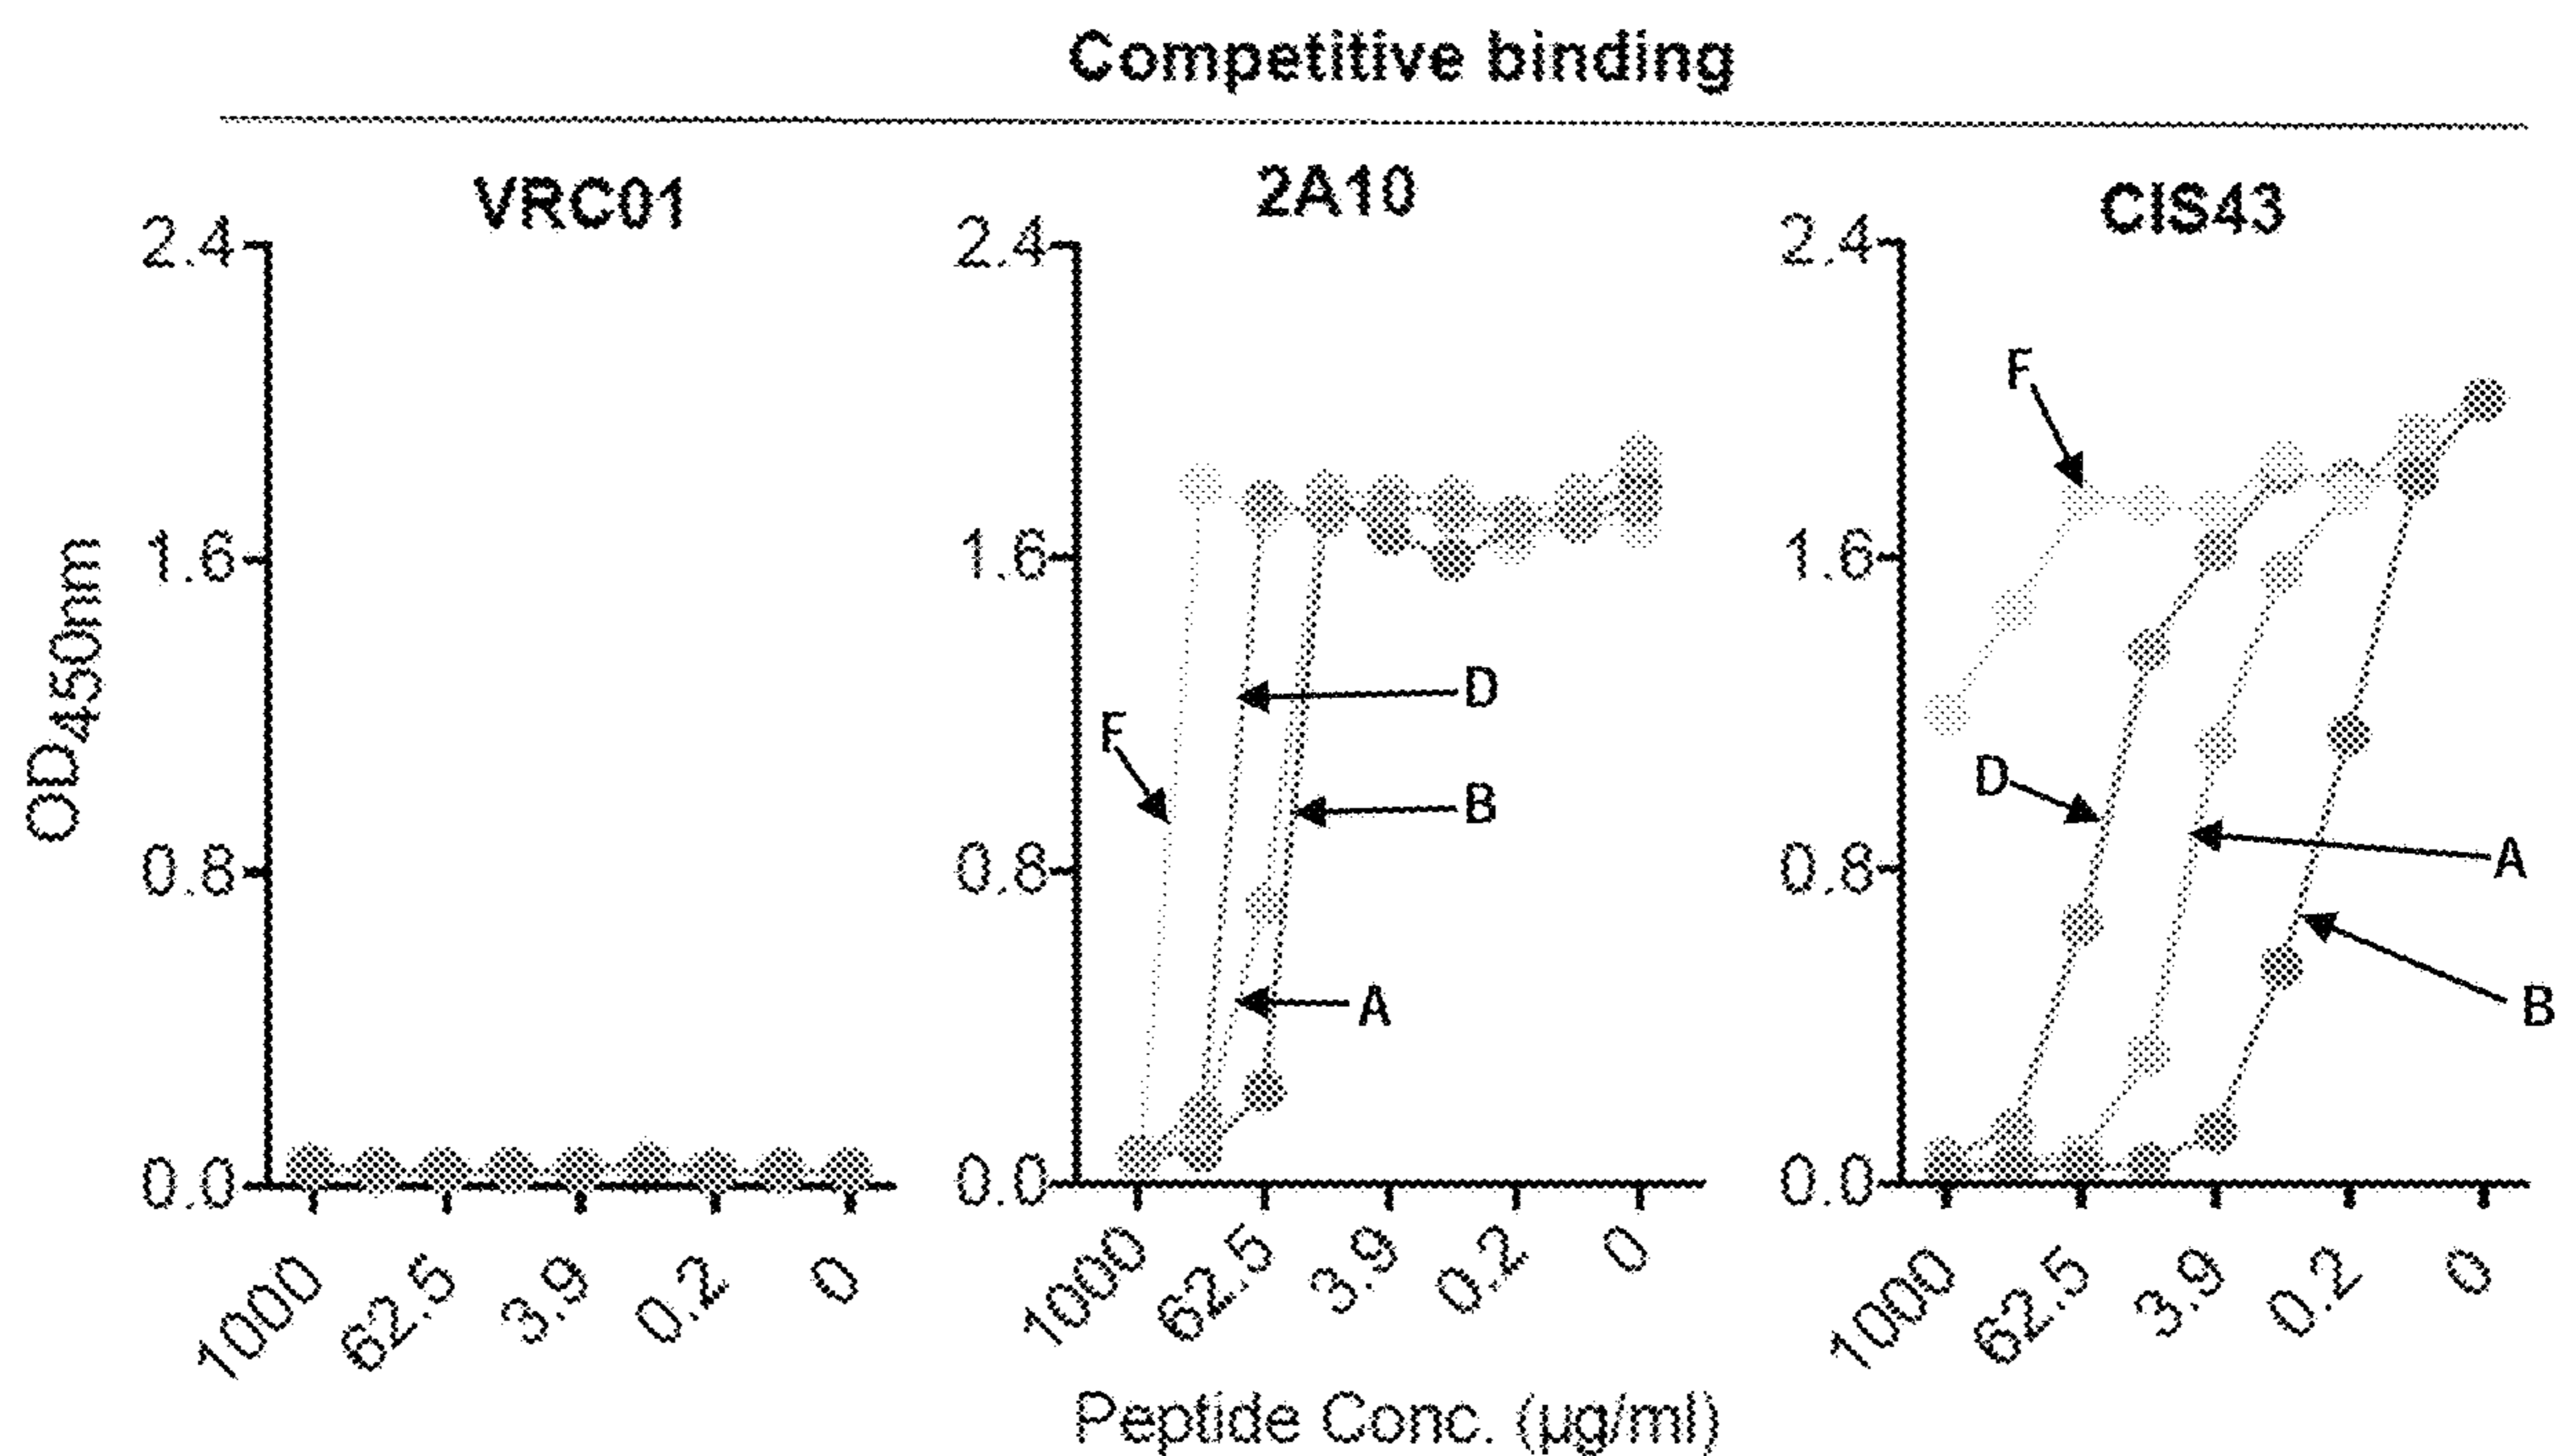 Competitive binding
VRC01
2A10
CIS43
OD450nm
2.4
1.6
0.8
0.0
1000
62.5
3.9
0.2
0
2.4
1.6
0.8
0.0
F
D
B
A
1000
62.5
3.9
0.2
0
2.4
1.6
0.8
0.0
F
D
A
B
1000
62.5
3.9
0.2
0
Peptide Conc. (µg/ml)